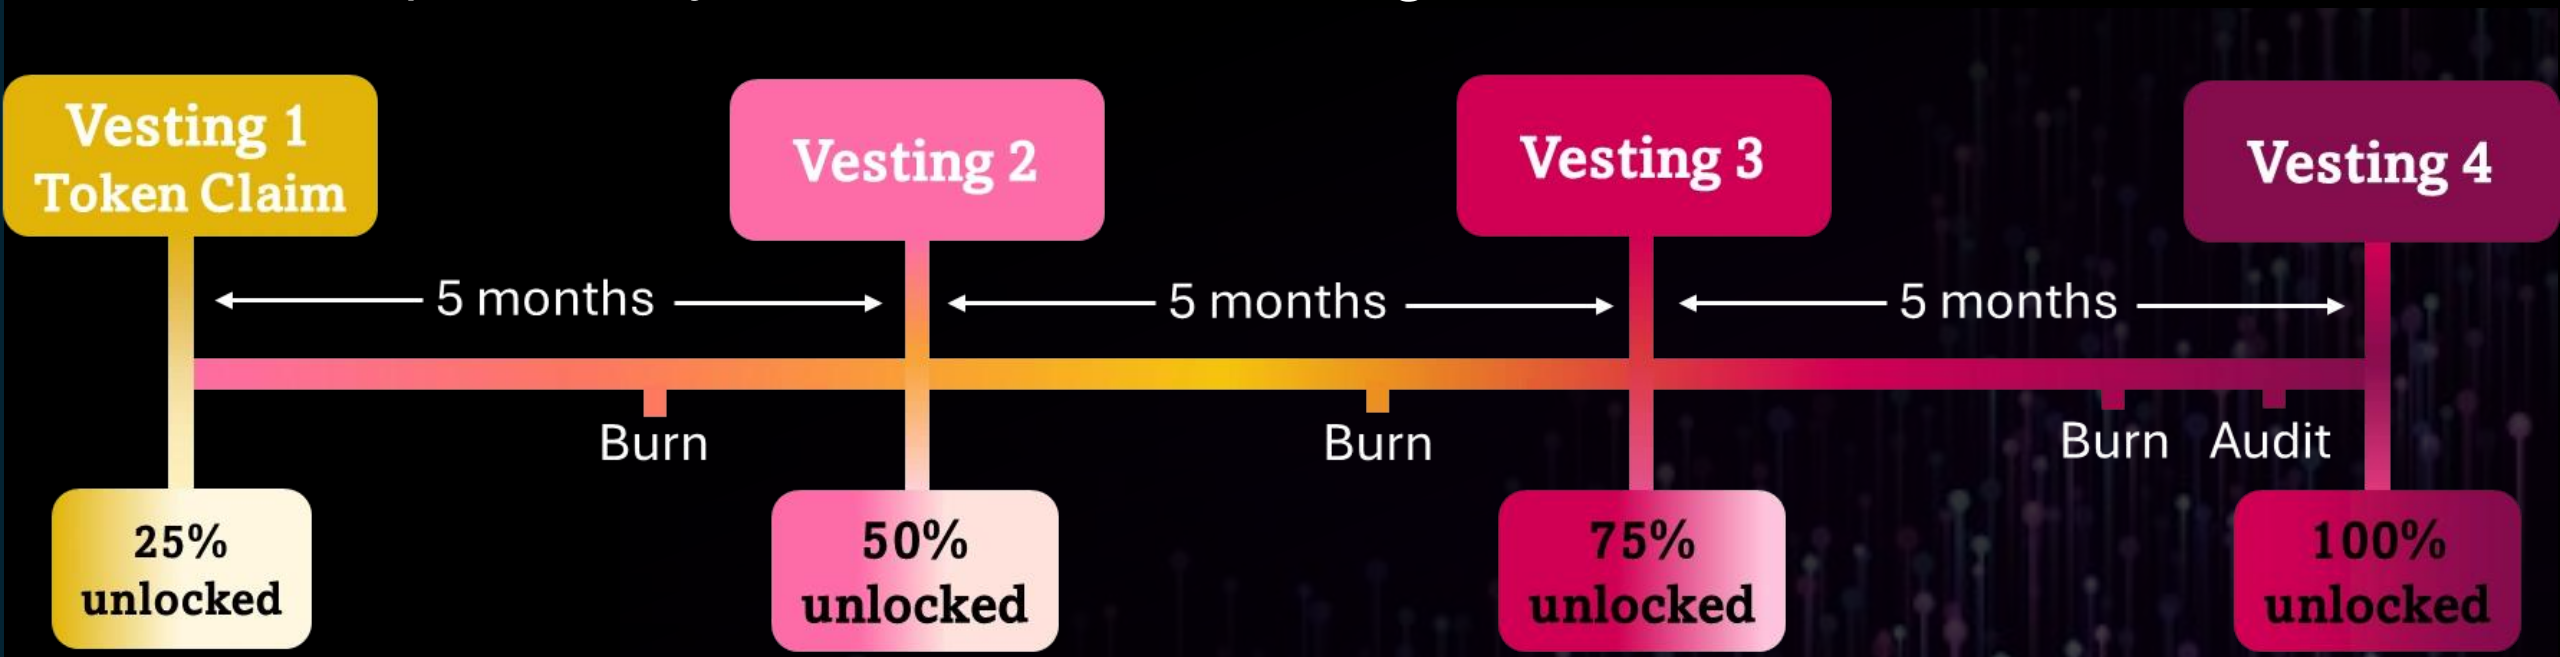 Vesting 1
Token Claim
Vesting 2
Vesting 3
Vesting 4
5 months
5 months
5 months
Burn
Burn
Burn
Audit
25%
unlocked
50%
unlocked
75%
unlocked
100%
unlocked